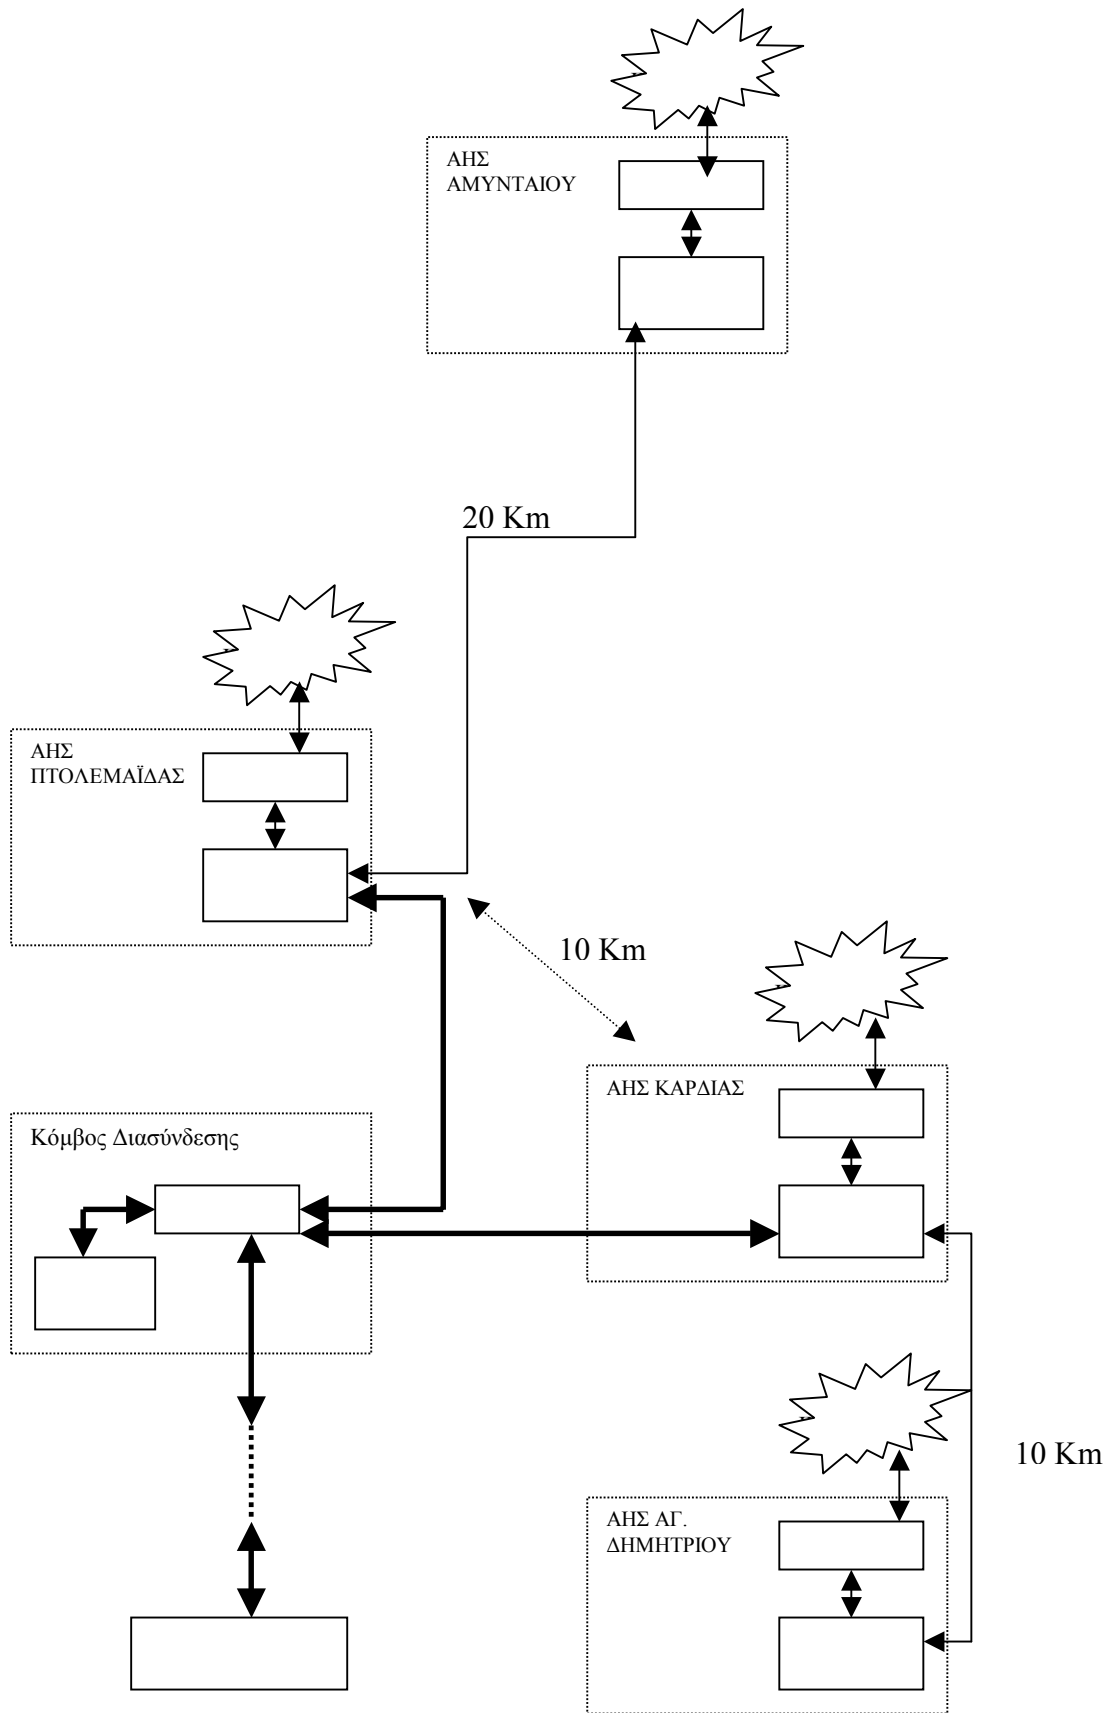 ΑΗΣ
ΑΜΥΝΤΑΙΟΥ
20 Km
ΑΗΣ
ΠΤΟΛΕΜΑΪΔΑΣ
10 Km
ΑΗΣ ΚΑΡΔΙΑΣ
Κόμβος Διασύνδεσης
10 Km
ΑΗΣ ΑΓ.
ΔΗΜΗΤΡΙΟΥ